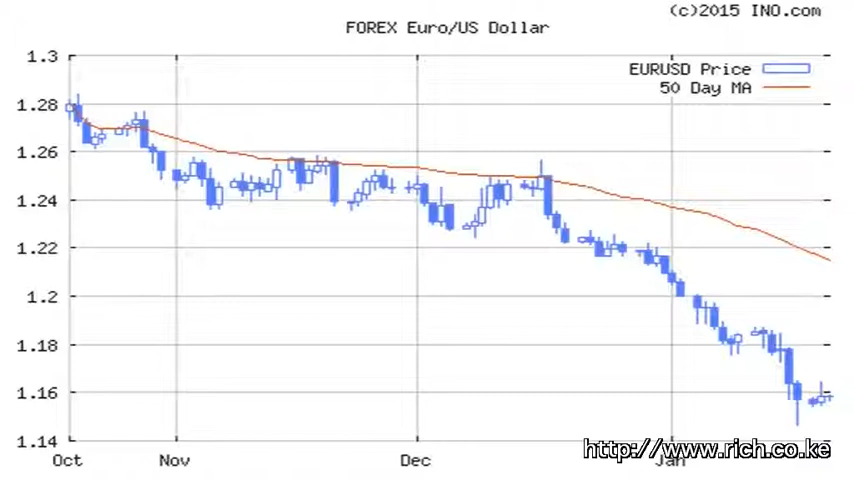 (c)2015 INO.com
FOREX Euro/US Dollar
1.3
EURUSD Price
50 Day MA
1.28
1.26
1.24
1.22
1.2
1.18
1.16
1.14
Oct Nov Dec Jan
http://www.rich.co.ke